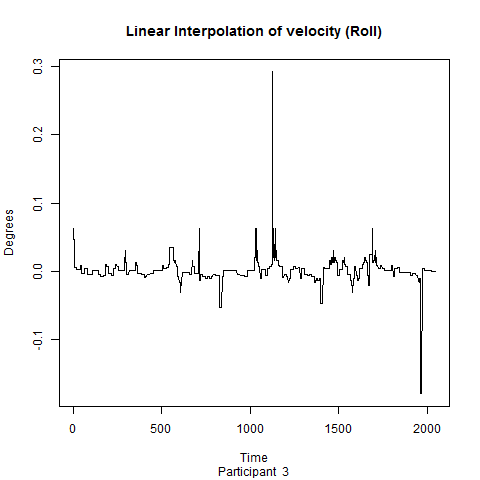 Linear Interpolation of velocity (Roll)
0.3
0.2
0.1
0.0
-0.1
Degrees
0
500
1000
1500
2000
Time
Participant 3